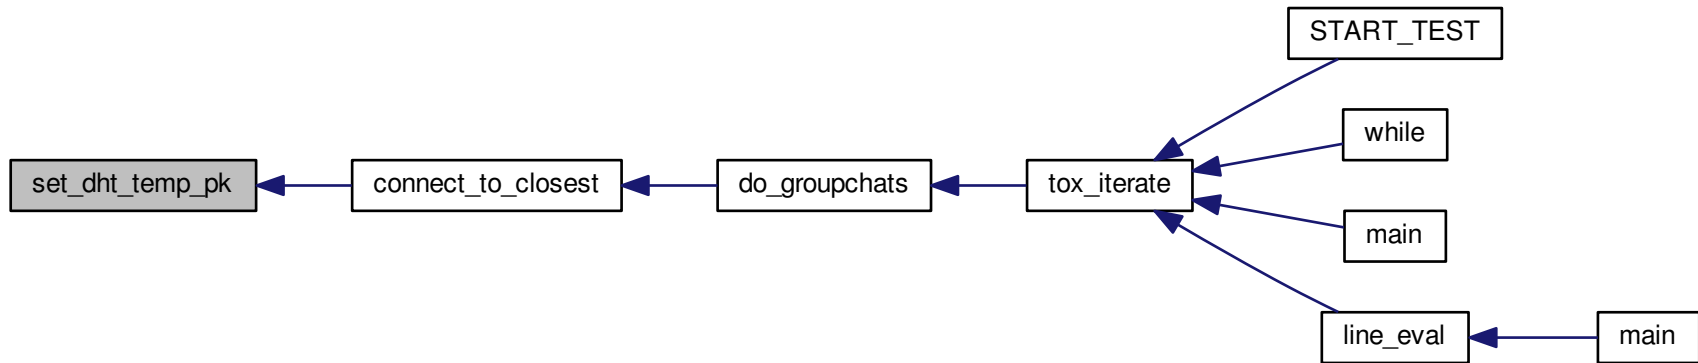 START_TEST
while
set_dht_temp_pk
connect_to_closest
do_groupchats
tox_iterate
main
line_eval
main